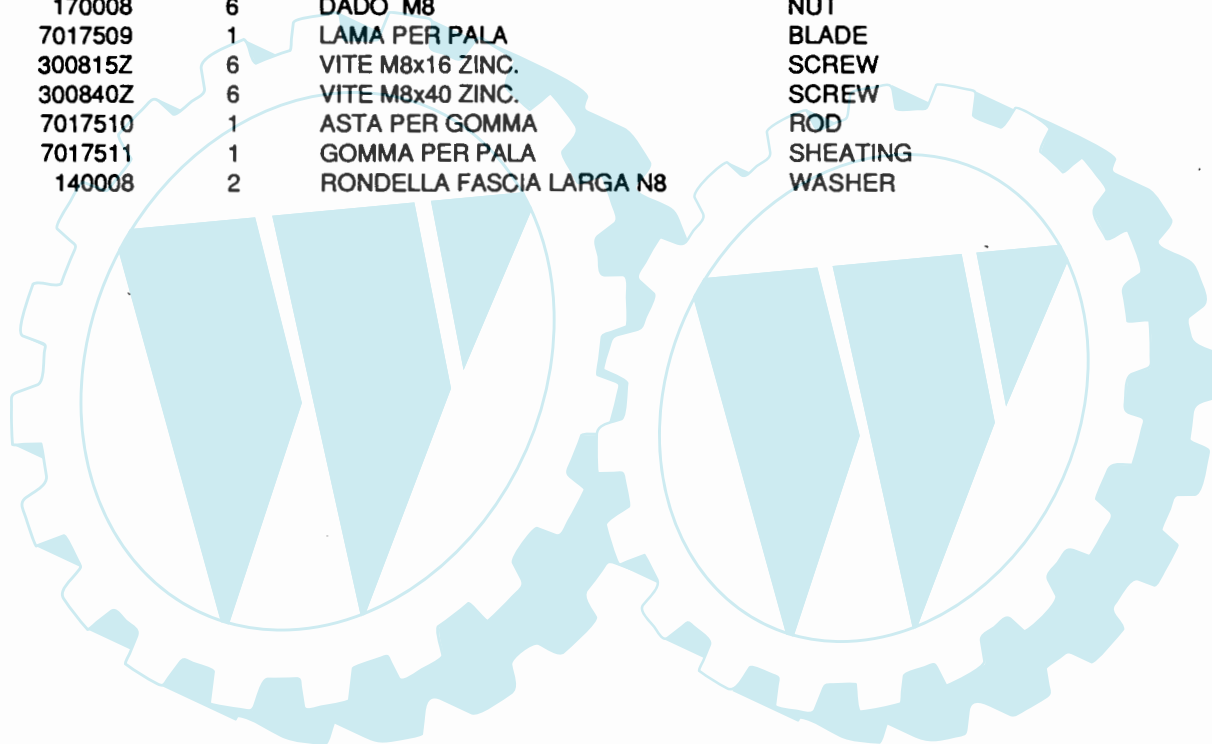 170008 6 DADO M8 NUT
7017509 1 LAMA PER PALA BLADE
300815Z 6 VITE M8x16 ZINC. SCREW
300840Z 6 VITE M8x40 ZINC. SCREW
7017510 1 ASTA PER GOMMA ROD
7017511 1 GOMMA PER PALA SHEATING
140008 2 RONDELLA FASCIA LARGA N8 WASHER